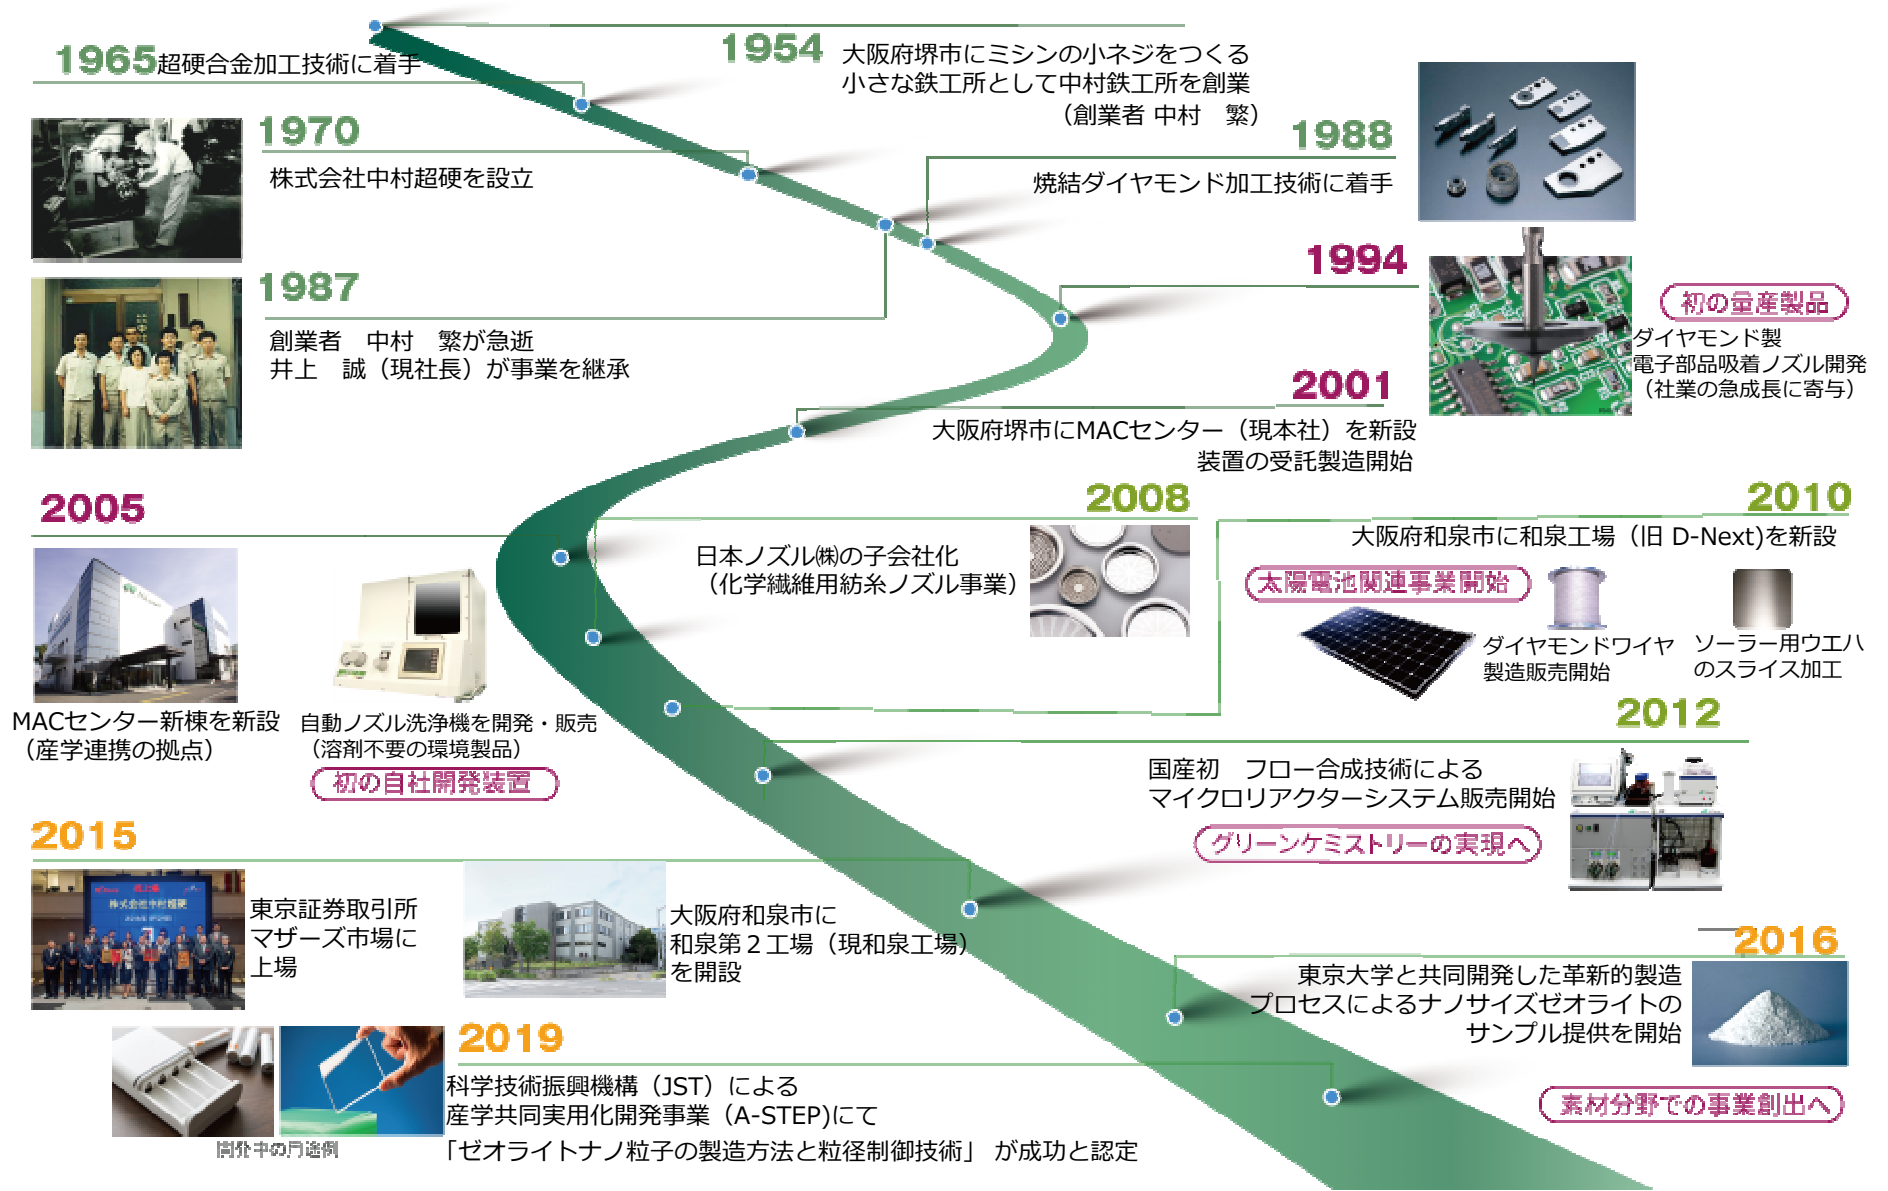 1954
大阪府堺市にミシンの小ネジをつくる
小さな鉄工所として中村鉄工所を創業
（創業者 中村　繁）
1965
超硬合金加工技術に着手
1970
株式会社中村超硬を設立
1987
創業者　中村　繁が急逝
井上　誠（現社長）が事業を継承
1988
焼結ダイヤモンド加工技術に着手
1994
初の量産製品
ダイヤモンド製
電子部品吸着ノズル開発
（社業の急成長に寄与）
2001
大阪府堺市にMACセンター（現本社）を新設
装置の受託製造開始
2005
MACセンター新棟を新設
（産学連携の拠点）
自動ノズル洗浄機を開発・販売
（溶剤不要の環境製品）
初の自社開発装置
2008
日本ノズル㈱の子会社化
（化学繊維用紡糸ノズル事業）
2010
大阪府和泉市に和泉工場（旧 D-Next)を新設
太陽電池関連事業開始
ダイヤモンドワイヤ
製造販売開始
ソーラー用ウエハ
のスライス加工
2012
国産初　フロー合成技術による
マイクロリアクターシステム販売開始
グリーンケミストリーの実現へ
2015
株式会社中村超硬
東京証券取引所
マザーズ市場に
上場
大阪府和泉市に
和泉第２工場（現和泉工場）
を開設
2016
東京大学と共同開発した革新的製造
プロセスによるナノサイズゼオライトの
サンプル提供を開始
素材分野での事業創出へ
2019
科学技術振興機構（JST）による
産学共同実用化開発事業（A-STEP)にて
「ゼオライトナノ粒子の製造方法と粒径制御技術」 が成功と認定
開発中の用途例